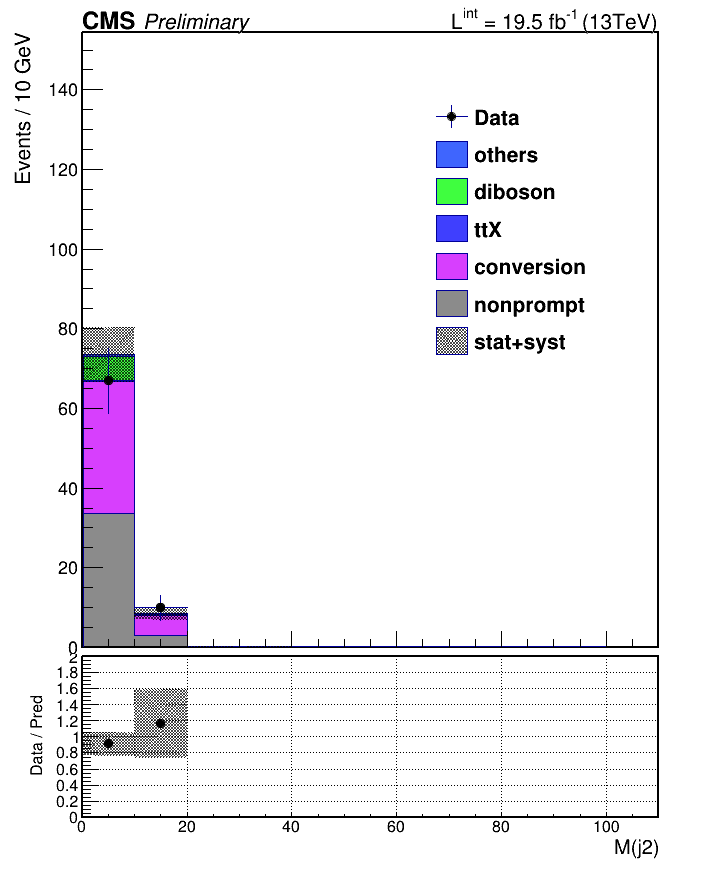 CMS Preliminary L^int = 19.5 fb^-1 (13TeV)
Events / 10 GeV
140
120
100
80
60
40
20
0
Data
others
diboson
ttX
conversion
nonprompt
stat+syst
Data / Pred
2
1.8
1.6
1.4
1.2
1
0.8
0.6
0.4
0.2
0
0 20 40 60 80 100
M(j2)